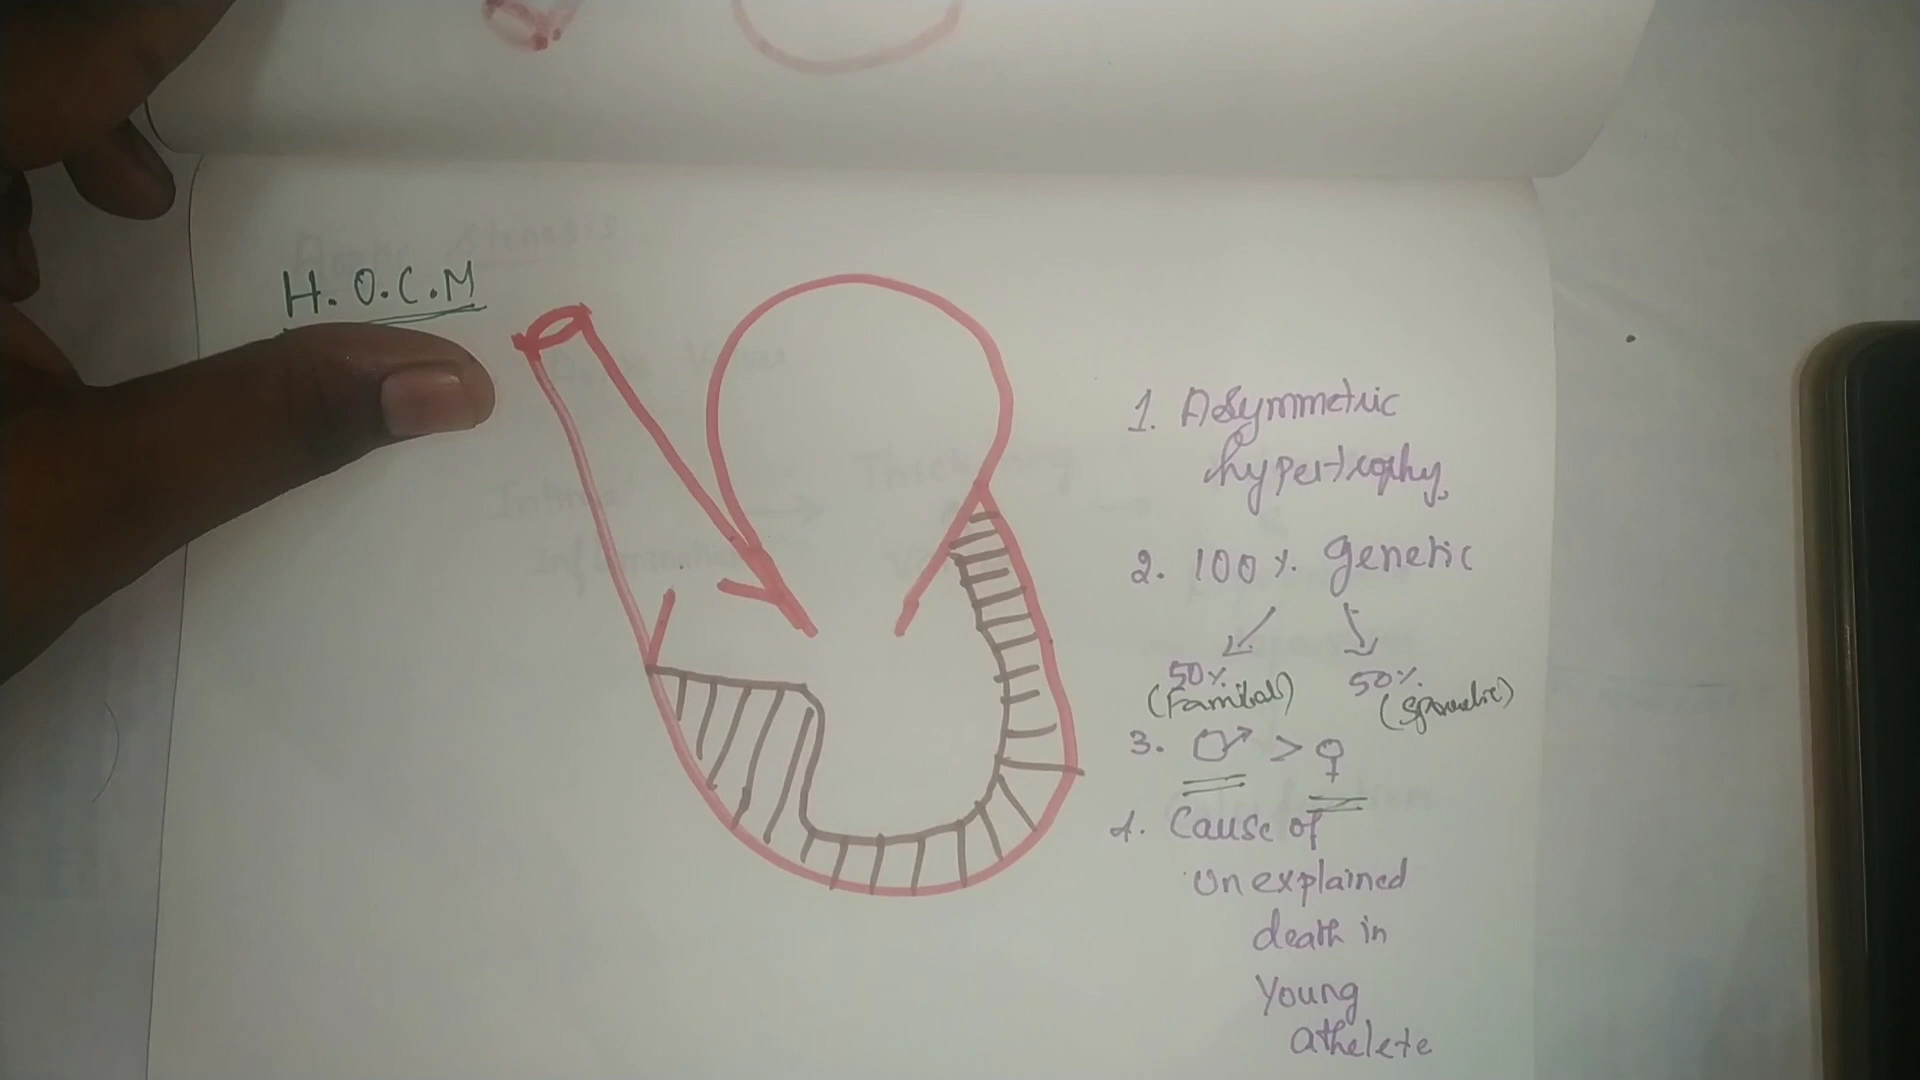 H.O.C.M
1. Asymmetric
hypertrophy.
2. 100%. genetic
50%. 50%.
(Familial) (Sporadic)
3. ♂ > ♀
4. Cause of
Unexplained
death in
Young
athelete